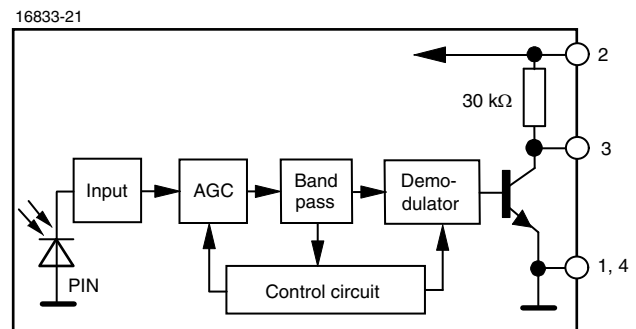 16833-21
2
30 kΩ
3
Input
AGC
Band
pass
Demo-
dulator
1, 4
PIN
Control circuit